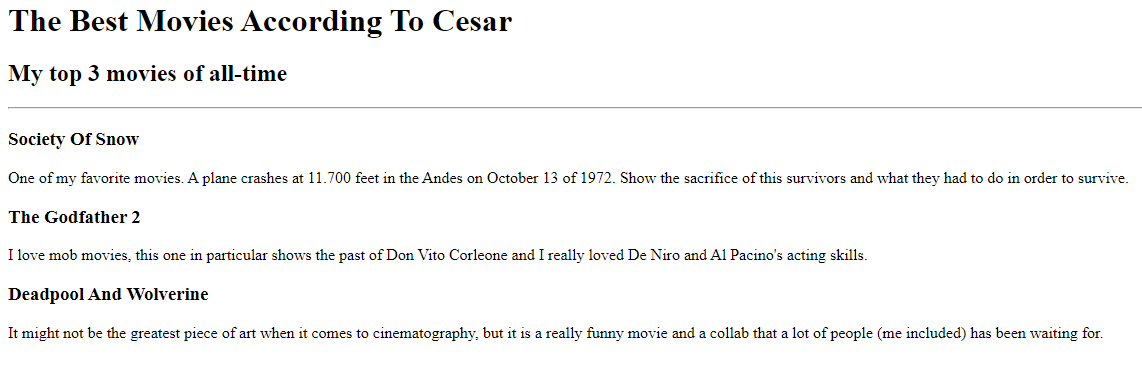 The Best Movies According To Cesar
My top 3 movies of all-time
Society Of Snow
One of my favorite movies. A plane crashes at 11.700 feet in the Andes on October 13 of 1972. Show the sacrifice of this survivors and what they had to do in order to survive.
The Godfather 2
I love mob movies, this one in particular shows the past of Don Vito Corleone and I really loved De Niro and Al Pacino's acting skills.
Deadpool And Wolverine
It might not be the greatest piece of art when it comes to cinematography, but it is a really funny movie and a collab that a lot of people (me included) has been waiting for.